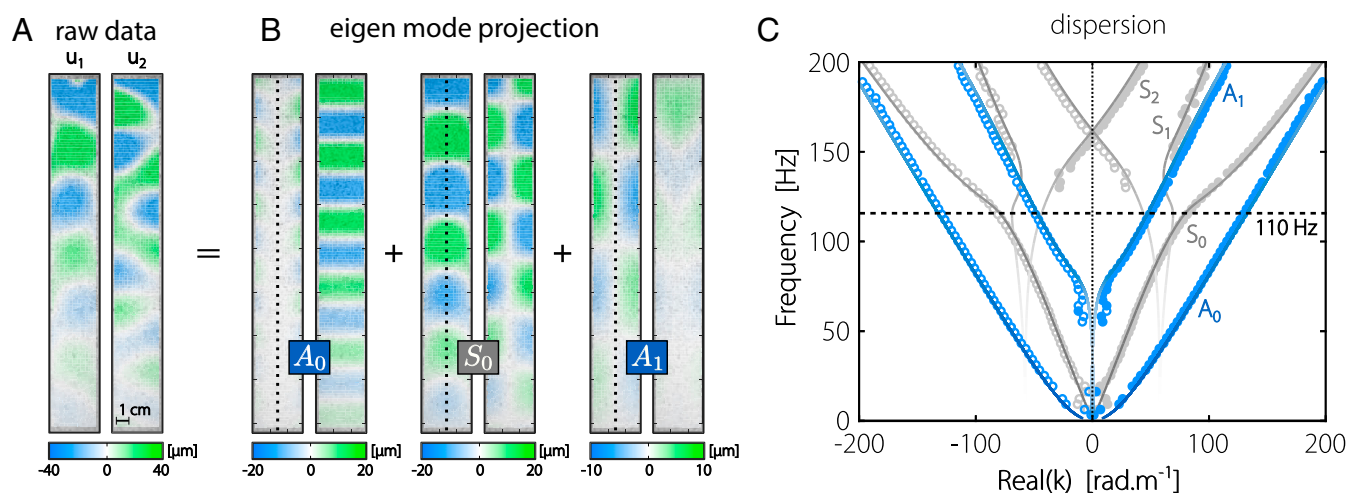 A raw data
u1 u2
1 cm
[μm]
-40 0 40
=
B eigen mode projection
A0
+
S0
+
A1
[μm]
-20 0 20
[μm]
-20 0 20
[μm]
-10 0 10
C dispersion
Frequency [Hz]
200
150
100
50
0
S2
S1
A1
S0
A0
110 Hz
-200 -100 0 100 200
Real(k) [rad.m⁻¹]